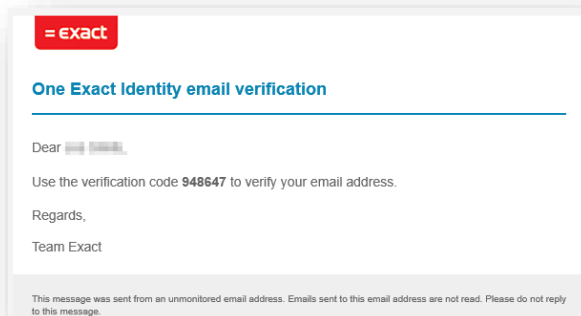 = exact
One Exact Identity email verification
Dear
Use the verification code 948647 to verify your email address.
Regards,
Team Exact
This message was sent from an unmonitored email address. Emails sent to this email address are not read. Please do not reply
to this message.